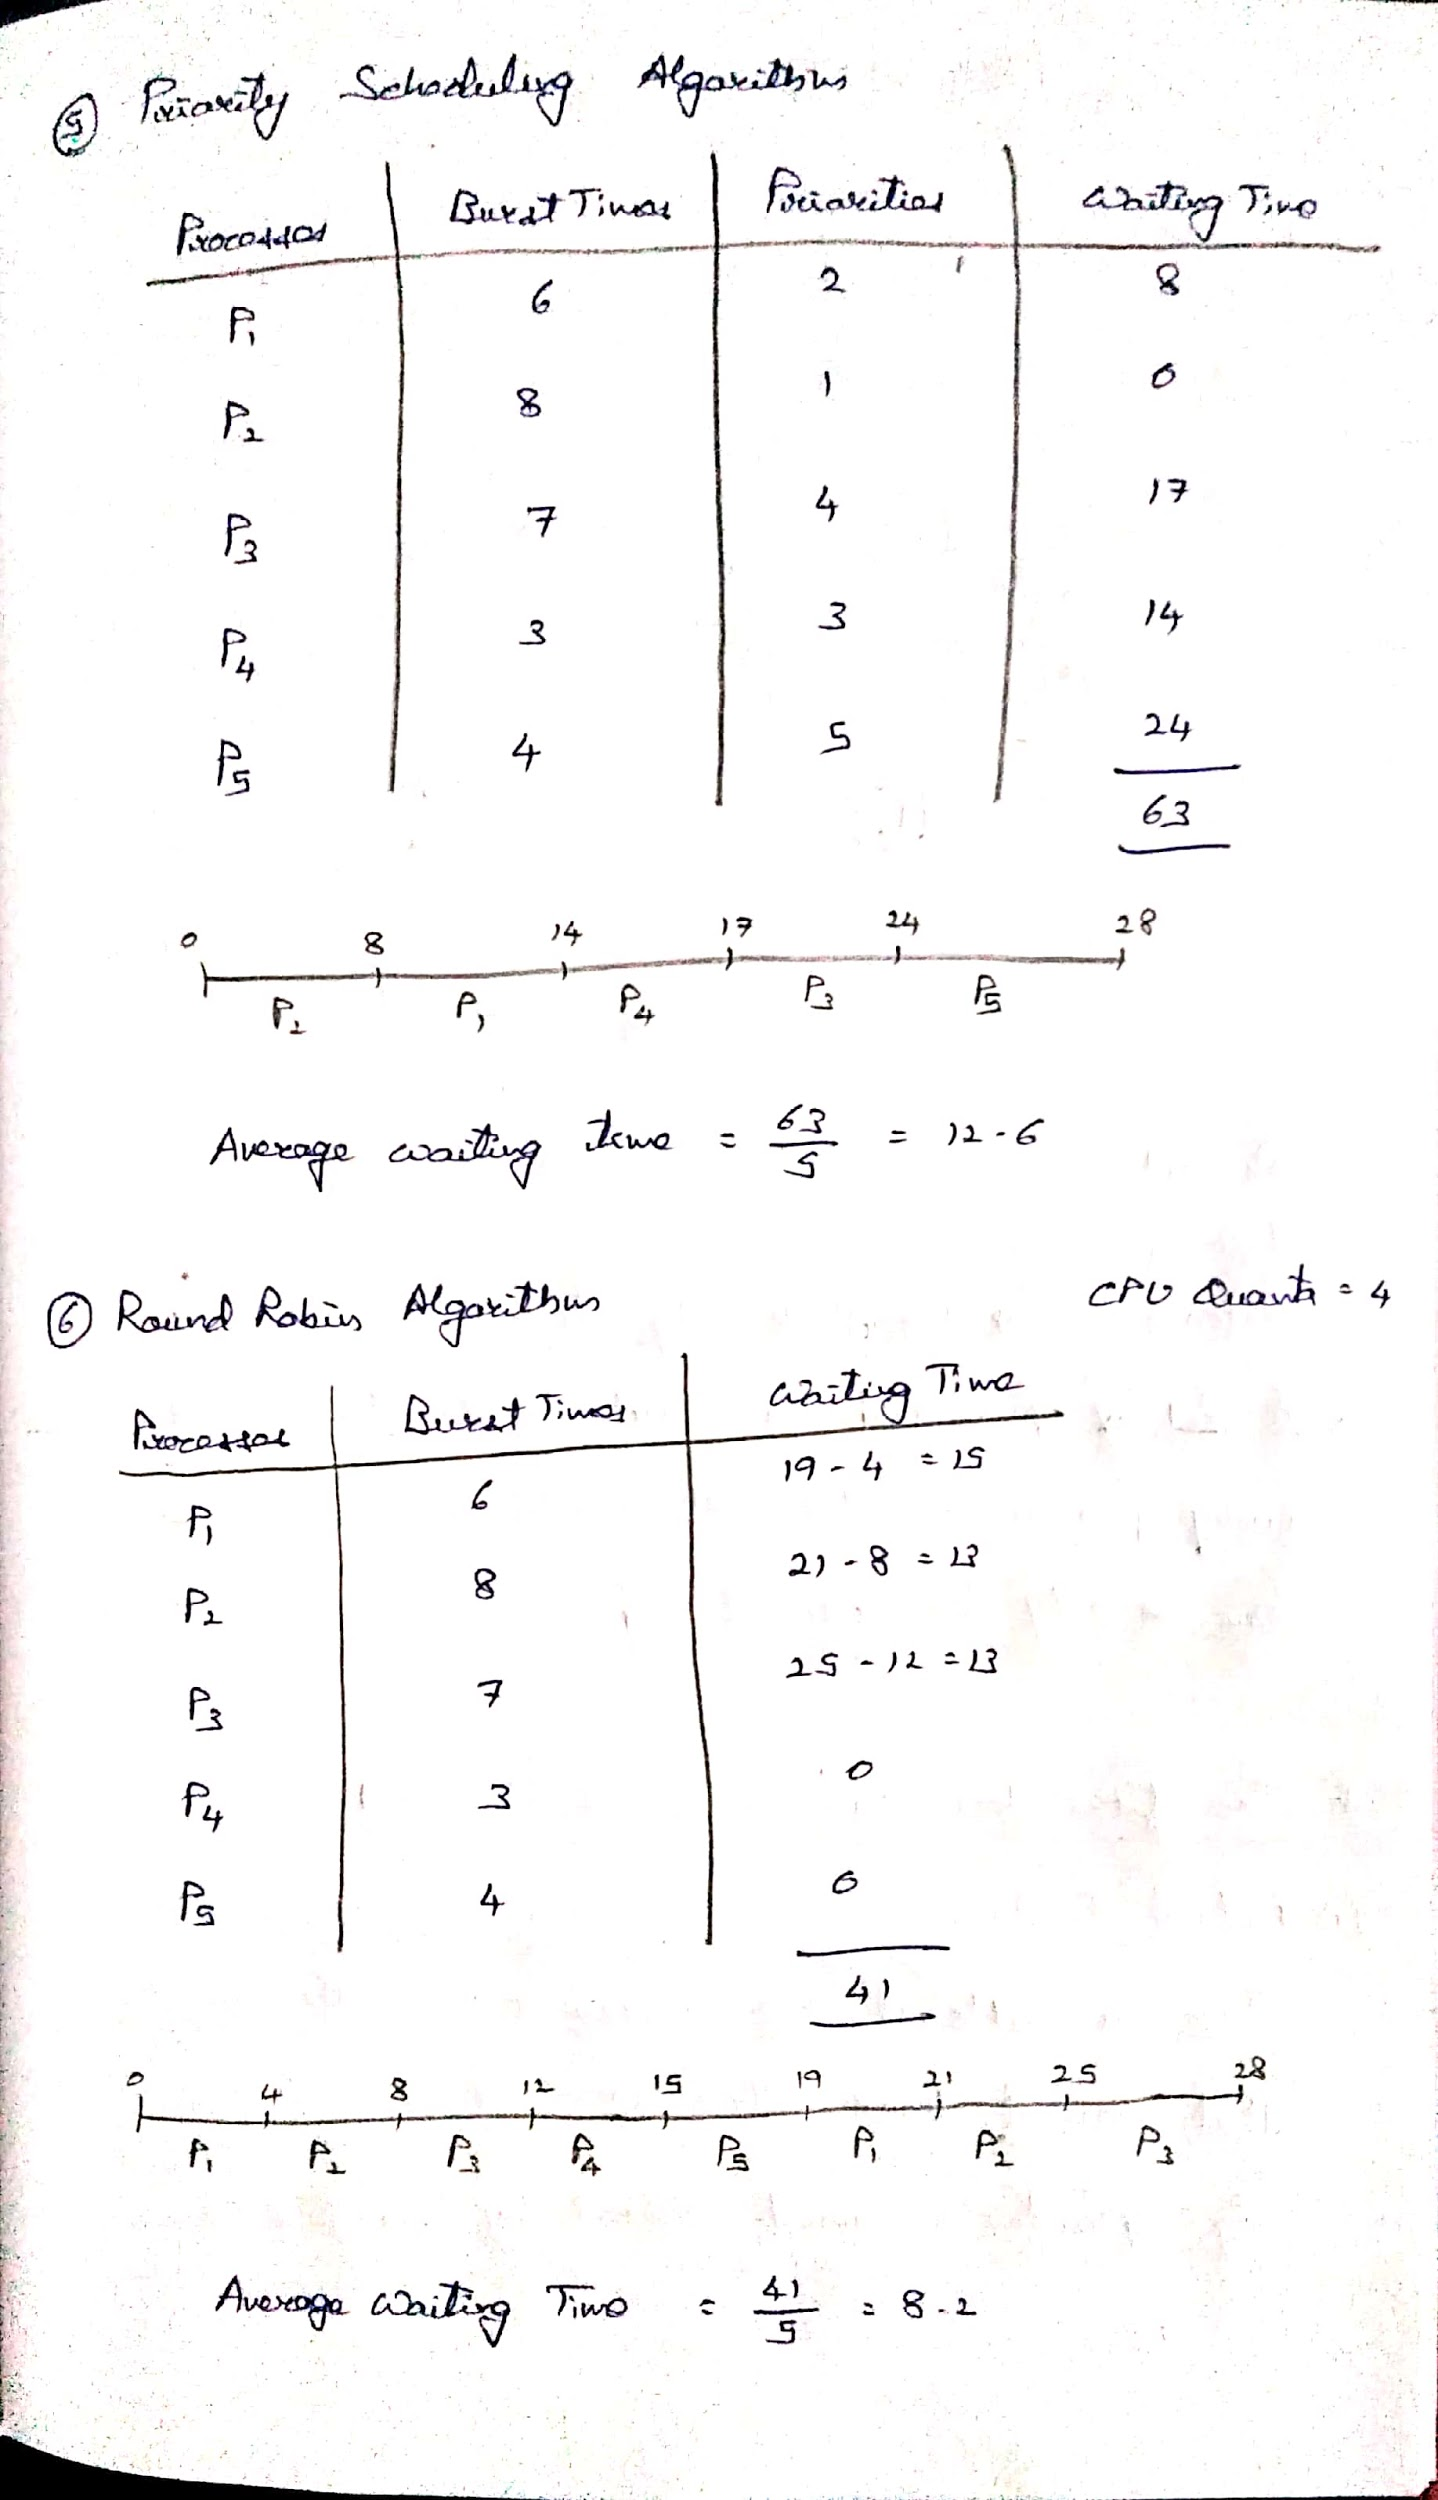 ⑤ Priority Scheduling Algorithm
Processes Burst Times Priorities Waiting Time
P1 6 2 8
P2 8 1 0
P3 7 4 17
P4 3 3 14
P5 4 5 24
63
0 8 14 17 24 28
P2 P1 P4 P3 P5
Average waiting time = 63/5 = 12.6
⑥ Round Robin Algorithm CPU Quanta = 4
Processes Burst Times Waiting Time
P1 6 19 - 4 = 15
P2 8 21 - 8 = 13
P3 7 25 - 12 = 13
P4 3 0
P5 4 0
41
0 4 8 12 15 19 21 25 28
P1 P2 P3 P4 P5 P1 P2 P3
Average Waiting Time = 41/5 = 8.2